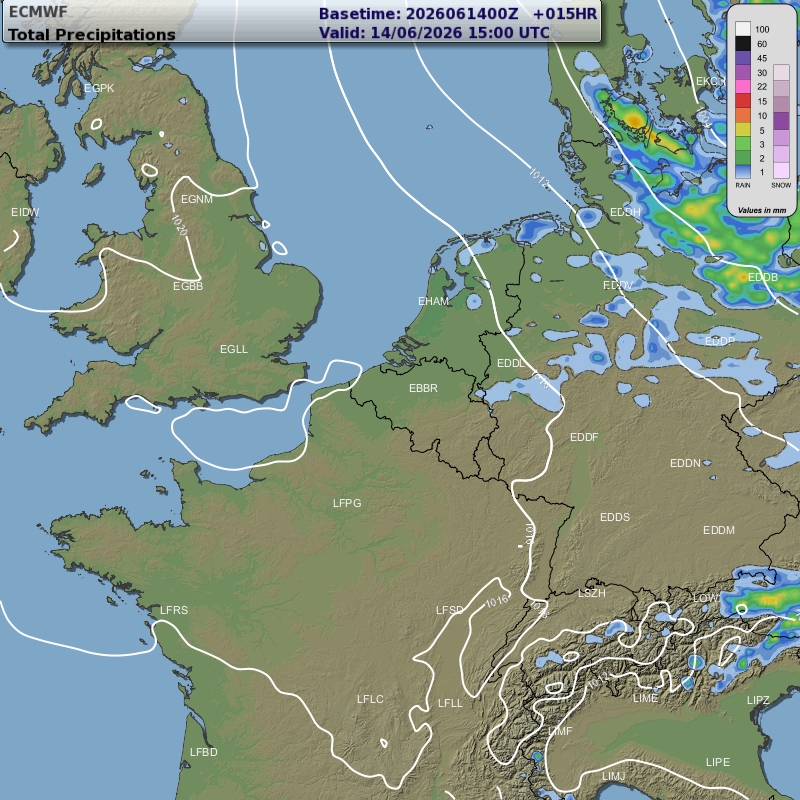 ECMWF
Basetime: 2026061400Z +015HR
Total Precipitations
Valid: 14/06/2026 15:00 UTC
100
60
45
30
22
15
10
5
3
2
1
RAIN
SNOW
Values in mm
EGPK
EIDW
EGNM
1020
EGBB
EGLL
1012
EDDH
EDDB
EHAM
EDDV
EDDP
EDDL
EBBR
EDDF
EDDN
LFPG
EDDS
EDDM
1016
LSZH
LOWI
LFRS
LFLC
LFLL
LIME
LIPZ
LIMF
LFBD
LIPE
LIMJ